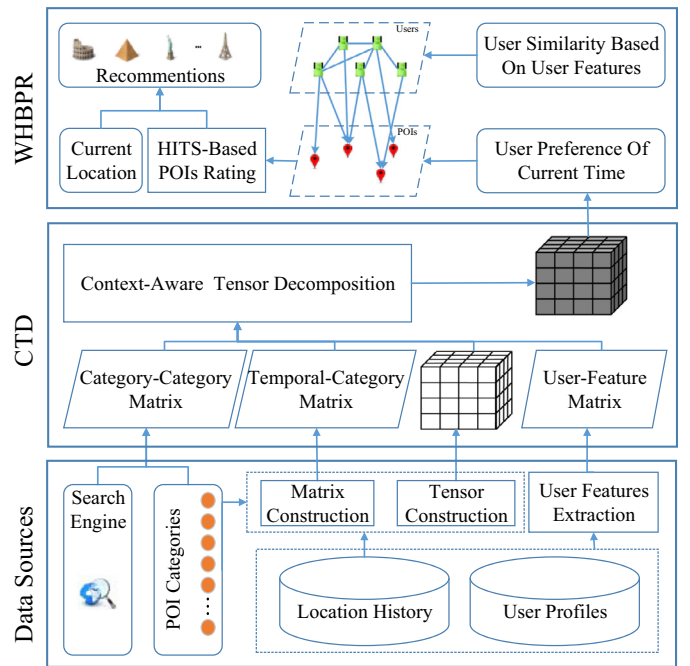 WHBPR
Recommentions
Users
User Similarity Based
On User Features
Current
Location
HITS-Based
POIs Rating
POIs
User Preference Of
Current Time
CTD
Context-Aware Tensor Decomposition
Category-Category
Matrix
Temporal-Category
Matrix
User-Feature
Matrix
Data Sources
Search
Engine
POI Categories
Matrix
Construction
Tensor
Construction
User Features
Extraction
Location History
User Profiles